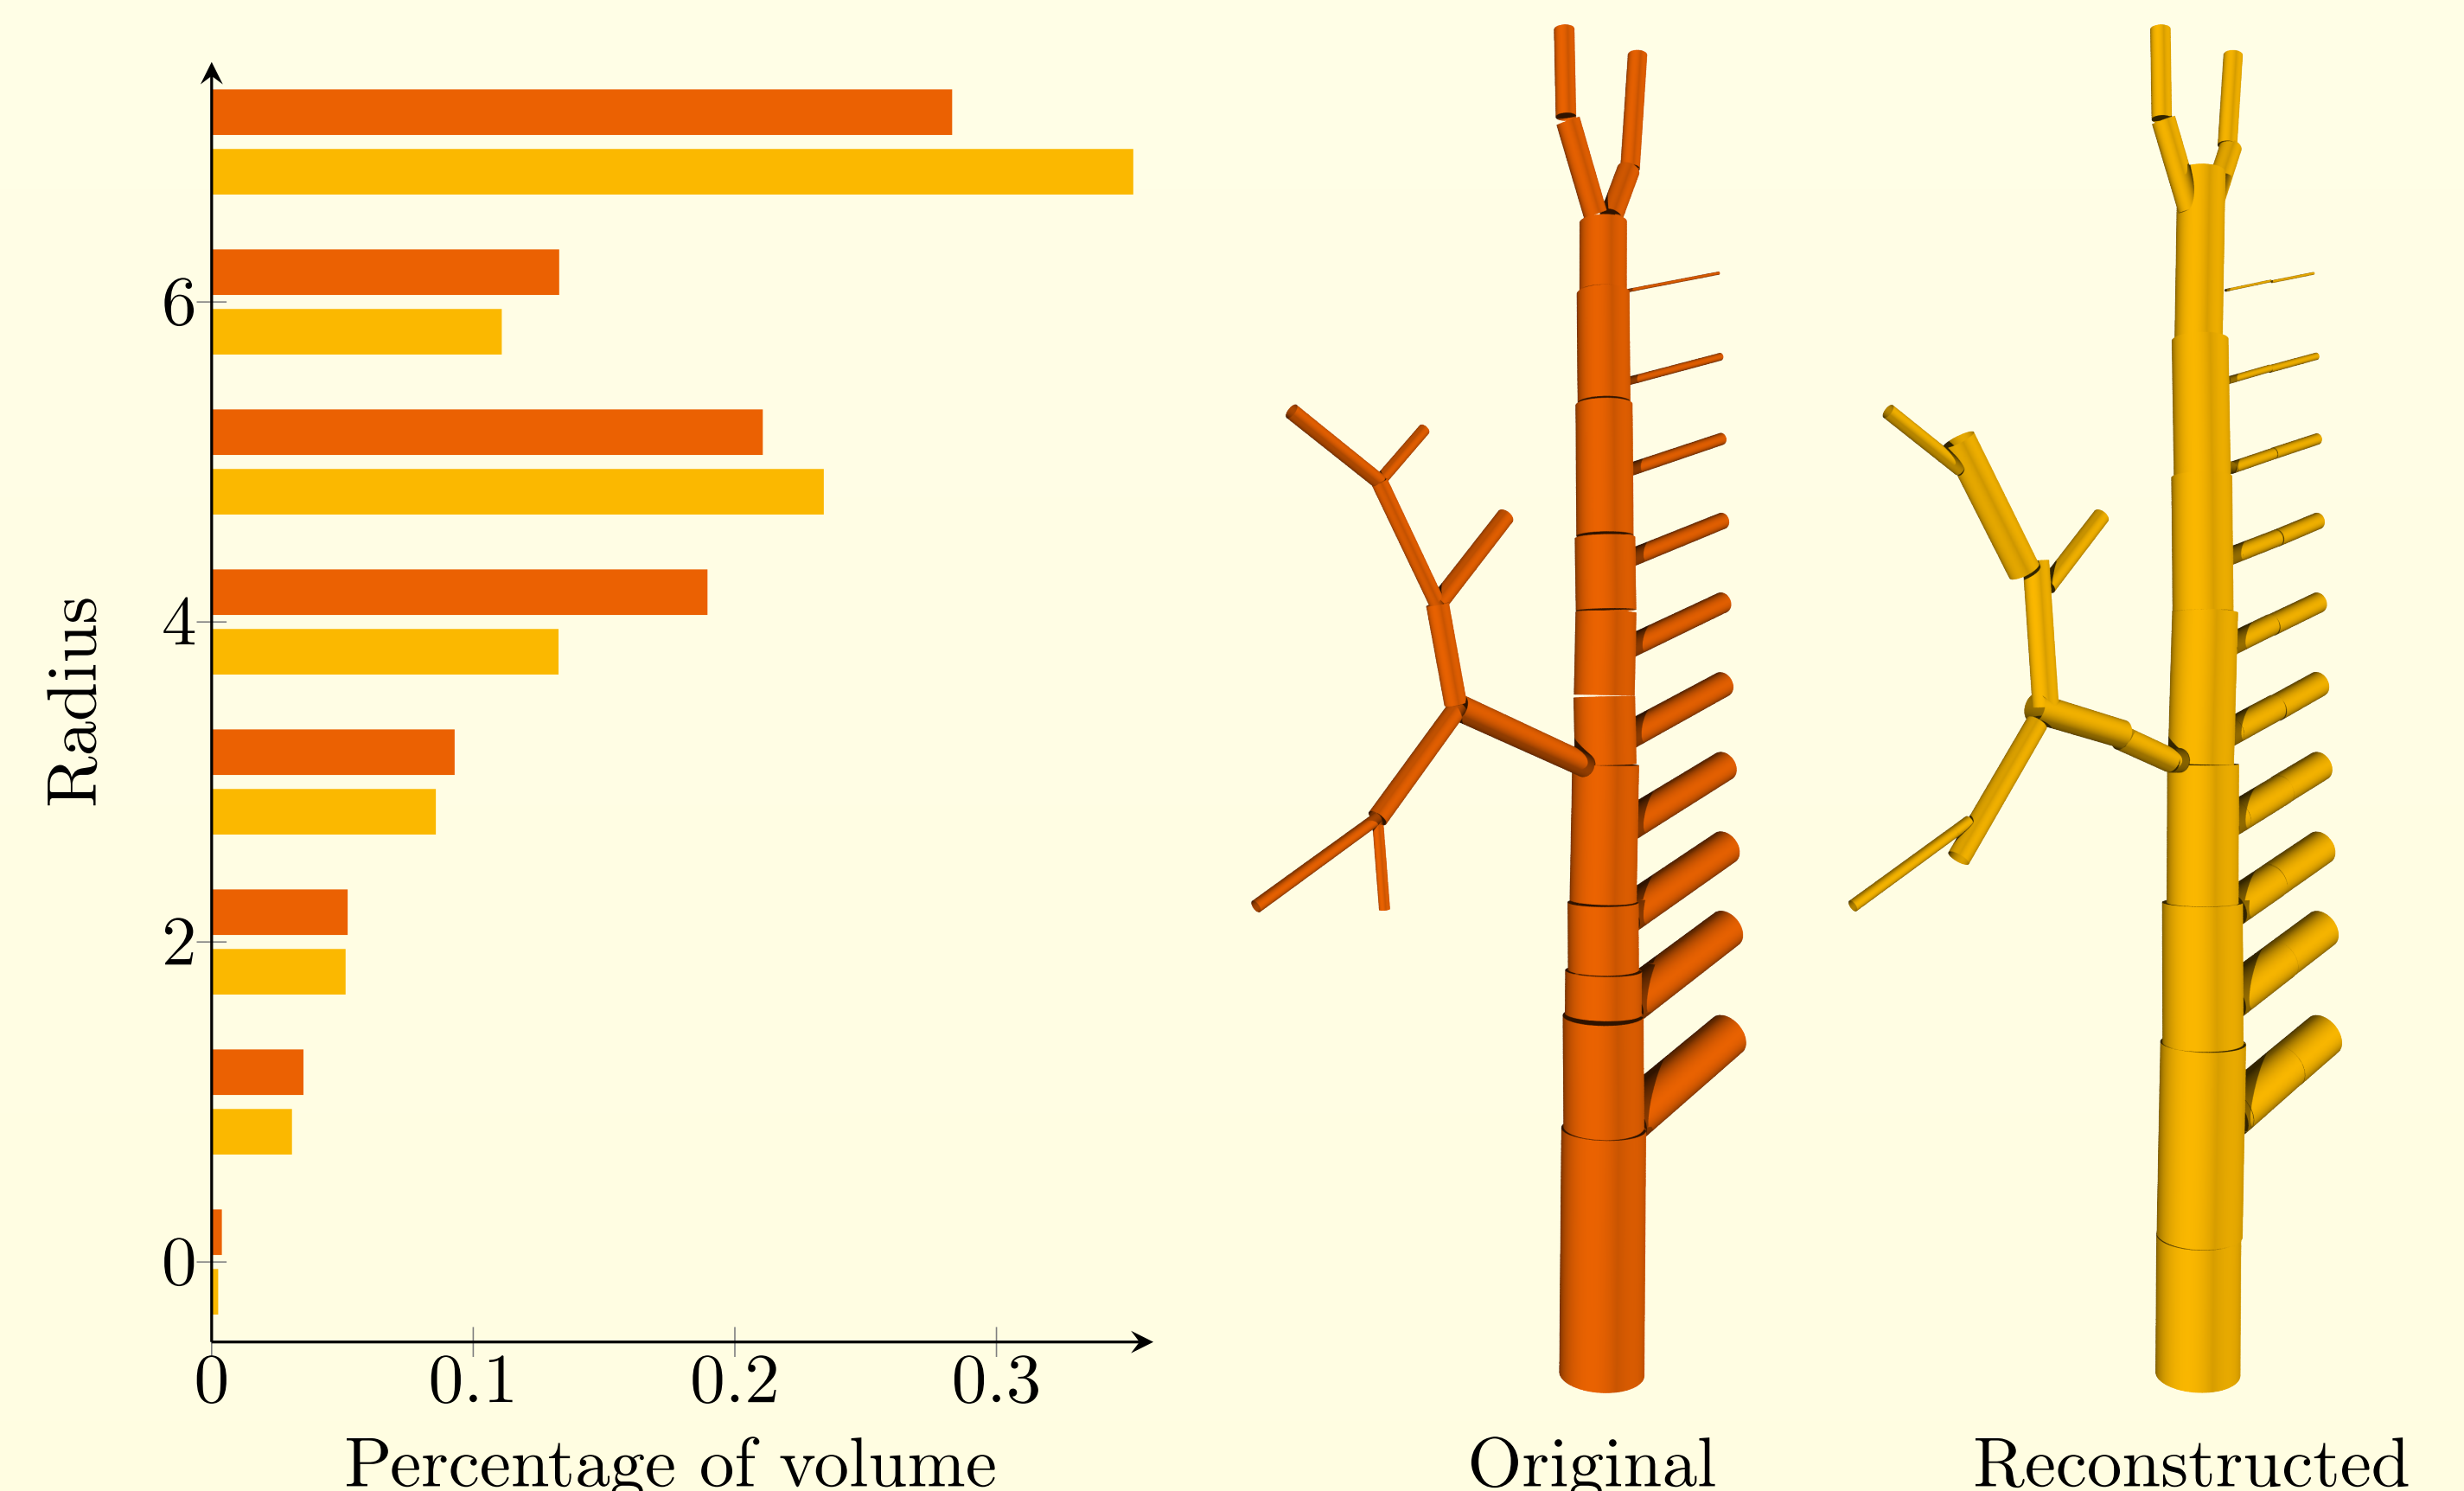 Radius
6
4
2
0
0 0.1 0.2 0.3
Percentage of volume
Original
Reconstructed